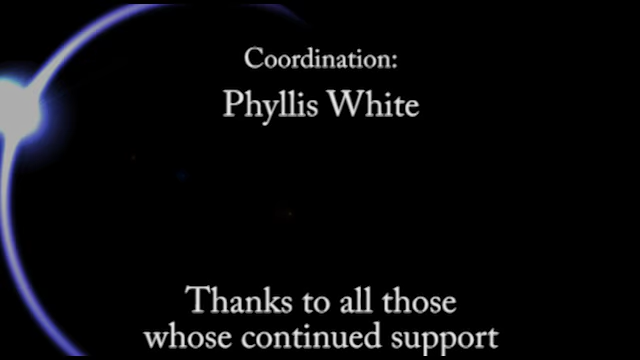 Coordination:
Phyllis White
Thanks to all those
whose continued support